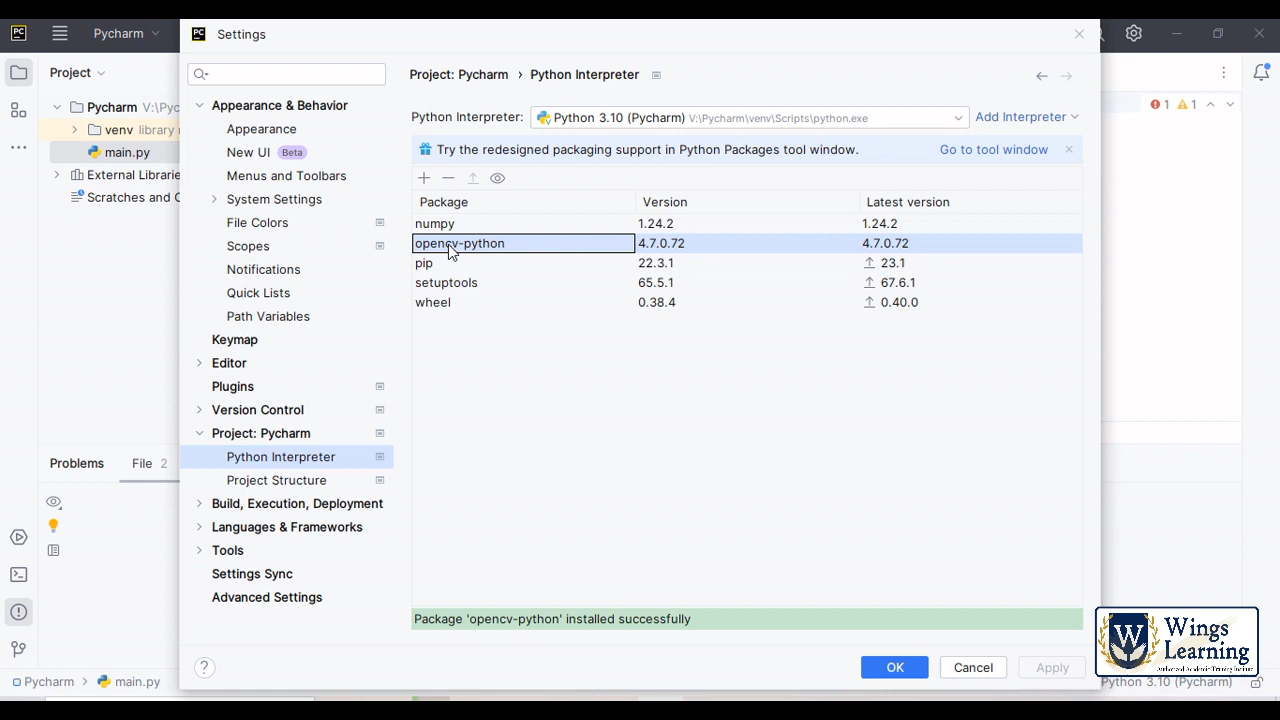 PC
Pycharm
PC Settings
Project
Pycharm V:\Pyc
venv library
main.py
External Librarie
Scratches and C
Appearance & Behavior
Appearance
New UI Beta
Menus and Toolbars
System Settings
File Colors
Scopes
Notifications
Quick Lists
Path Variables
Keymap
Editor
Plugins
Version Control
Project: Pycharm
Python Interpreter
Project Structure
Build, Execution, Deployment
Languages & Frameworks
Tools
Settings Sync
Advanced Settings
Project: Pycharm › Python Interpreter
Python Interpreter: Python 3.10 (Pycharm) V:\Pycharm\venv\Scripts\python.exe Add Interpreter
Try the redesigned packaging support in Python Packages tool window. Go to tool window
Package Version Latest version
numpy 1.24.2 1.24.2
opencv-python 4.7.0.72 4.7.0.72
pip 22.3.1 23.1
setuptools 65.5.1 67.6.1
wheel 0.38.4 0.40.0
Package 'opencv-python' installed successfully
? OK Cancel Apply
1 1
Problems File 2
Pycharm › main.py
W Wings
Learning
Python 3.10 (Pycharm)